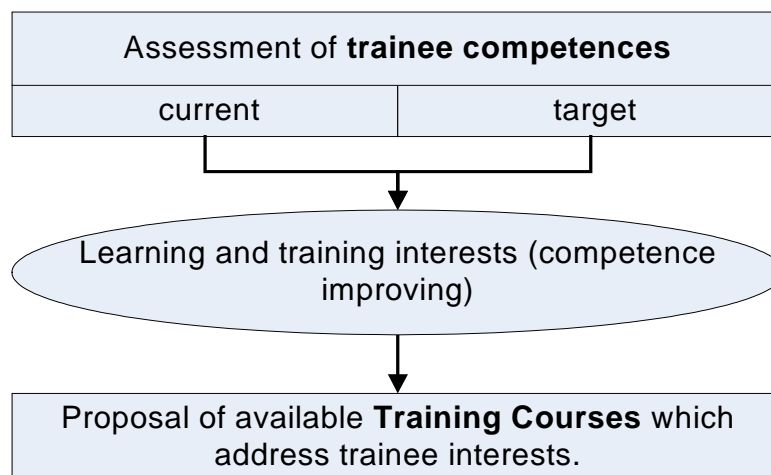 Assessment of trainee competences
current
target
Learning and training interests (competence
improving)
Proposal of available Training Courses which
address trainee interests.